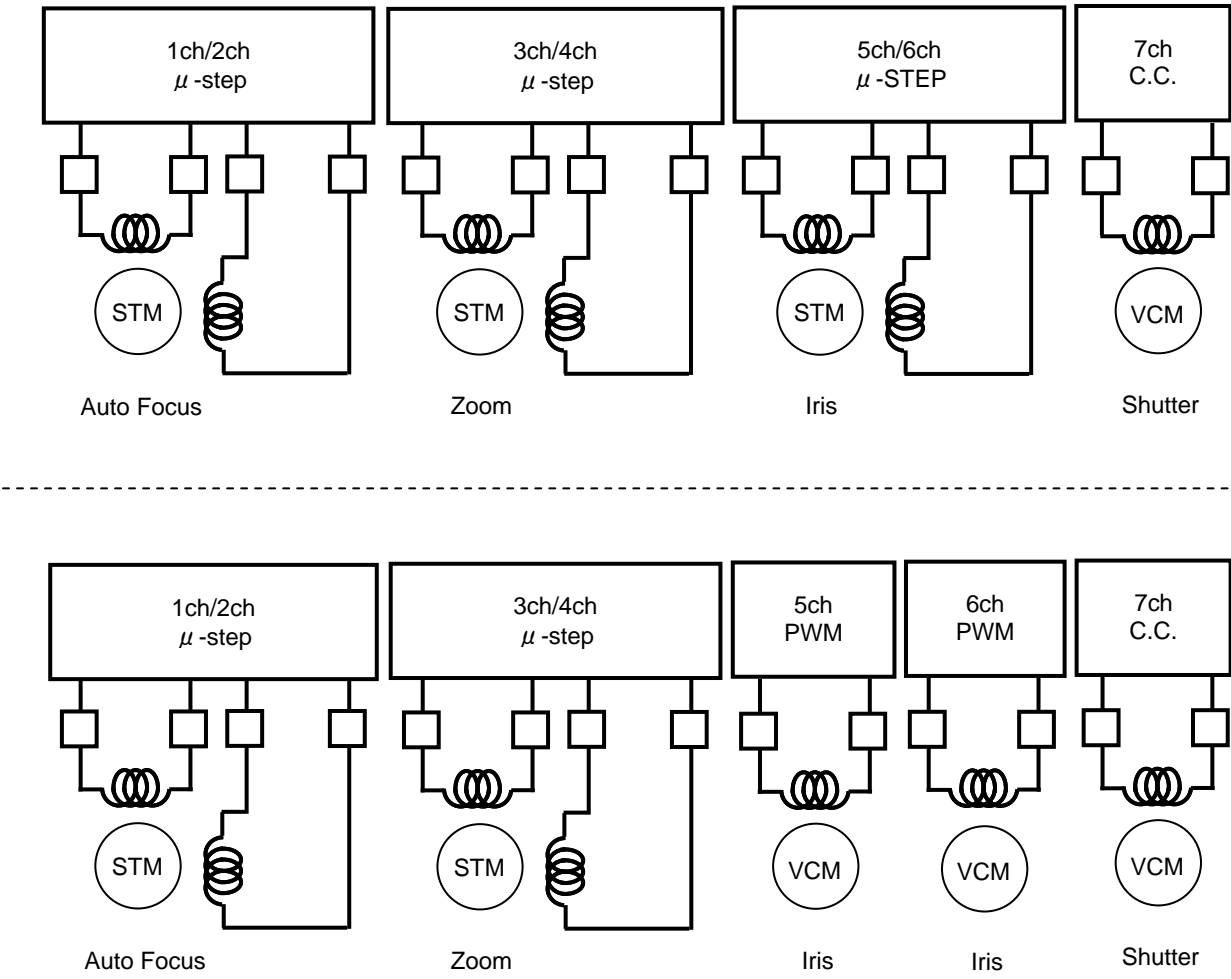 1ch/2ch
μ -step
3ch/4ch
μ -step
5ch/6ch
μ -STEP
7ch
C.C.
STM
STM
STM
VCM
Auto Focus
Zoom
Iris
Shutter
1ch/2ch
μ -step
3ch/4ch
μ -step
5ch
PWM
6ch
PWM
7ch
C.C.
STM
STM
VCM
VCM
VCM
Auto Focus
Zoom
Iris
Iris
Shutter